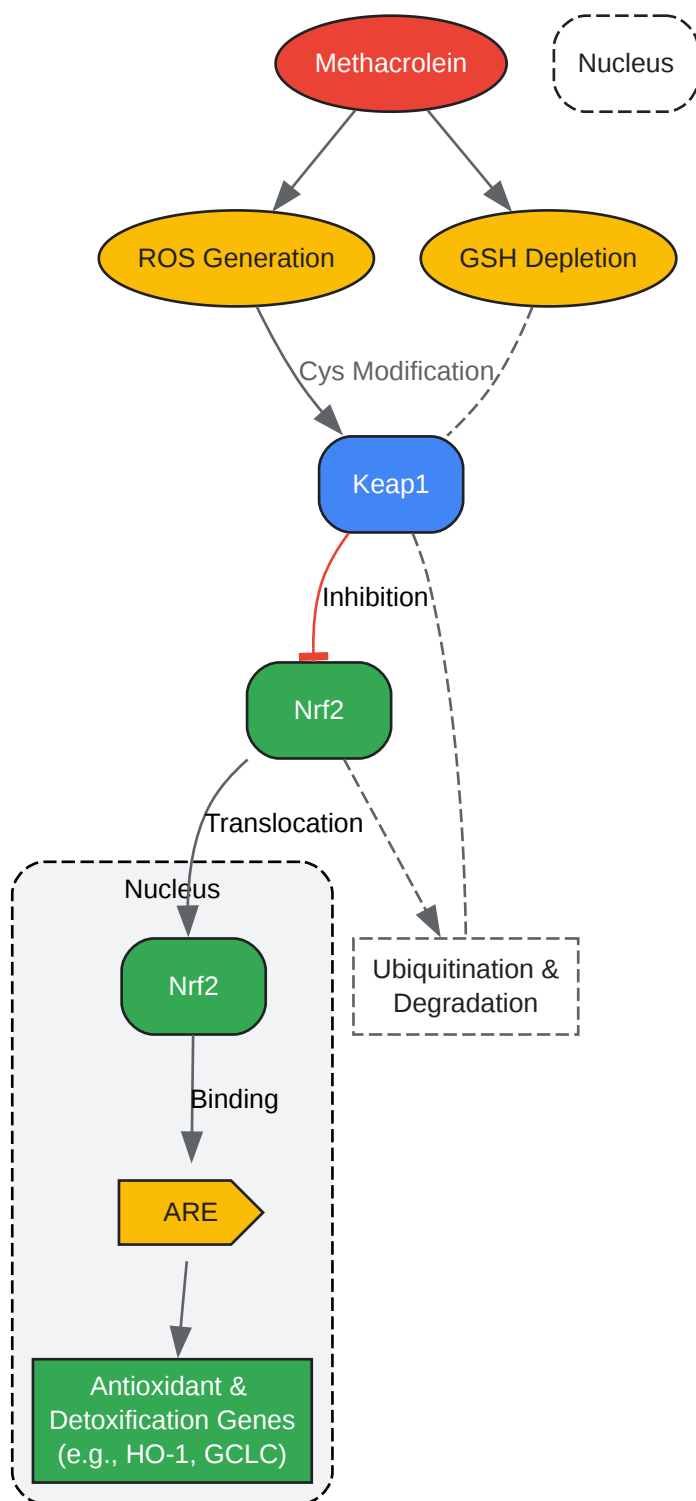 Methacrolein
Nucleus
ROS Generation
GSH Depletion
Cys Modification
Keap1
Inhibition
Nrf2
Translocation
Nucleus
Nrf2
Ubiquitination &
Degradation
Binding
ARE
Antioxidant &
Detoxification Genes
(e.g., HO-1, GCLC)